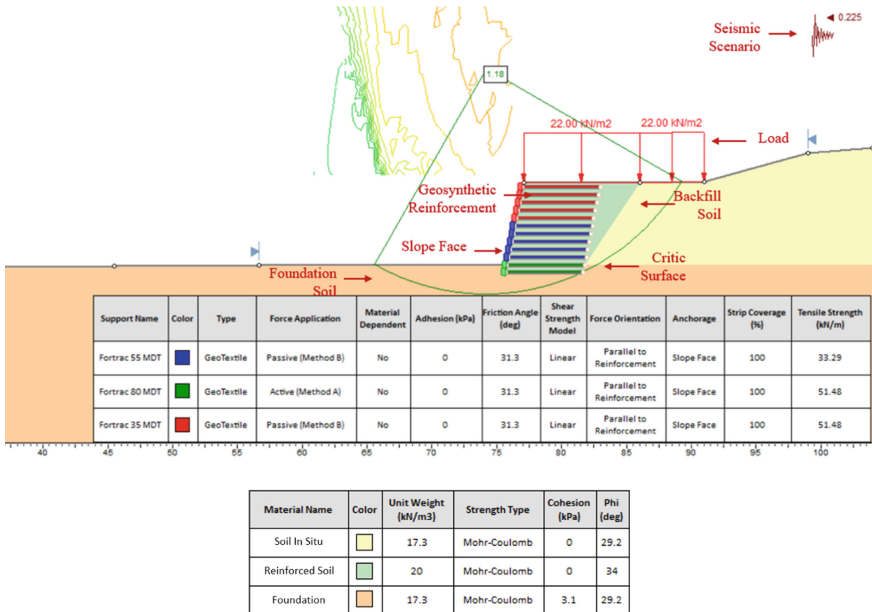 Seismic
Scenario
0.225
1.18
22.00 kN/m2 22.00 kN/m2
Load
Geosynthetic
Reinforcement
Backfill
Soil
Slope Face
Critic
Surface
Foundation
Soil
Support Name Color Type Force Application Material Dependent Adhesion (kPa) Friction Angle (deg) Shear Strength Model Force Orientation Anchorage Strip Coverage (%) Tensile Strength (kN/m)
Fortrac 55 MDT GeoTextile Passive (Method B) No 0 31.3 Linear Parallel to Reinforcement Slope Face 100 33.29
Fortrac 80 MDT GeoTextile Active (Method A) No 0 31.3 Linear Parallel to Reinforcement Slope Face 100 51.48
Fortrac 35 MDT GeoTextile Passive (Method B) No 0 31.3 Linear Parallel to Reinforcement Slope Face 100 51.48
40 45 50 55 60 65 70 75 80 85 90 95 100
Material Name Color Unit Weight (kN/m3) Strength Type Cohesion (kPa) Phi (deg)
Soil In Situ 17.3 Mohr-Coulomb 0 29.2
Reinforced Soil 20 Mohr-Coulomb 0 34
Foundation 17.3 Mohr-Coulomb 3.1 29.2